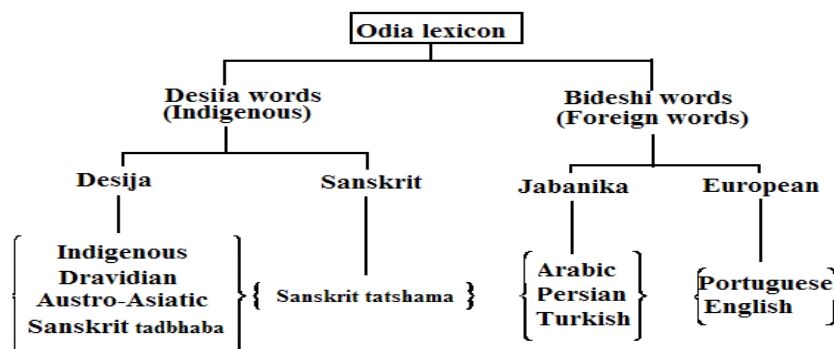 Odia lexicon
Desija words
(Indigenous)
Bideshi words
(Foreign words)
Desija
Sanskrit
Jabanika
European
Indigenous
Dravidian
Austro-Asiatic
Sanskrit tadbhaba
Sanskrit tatshama
Arabic
Persian
Turkish
Portuguese
English